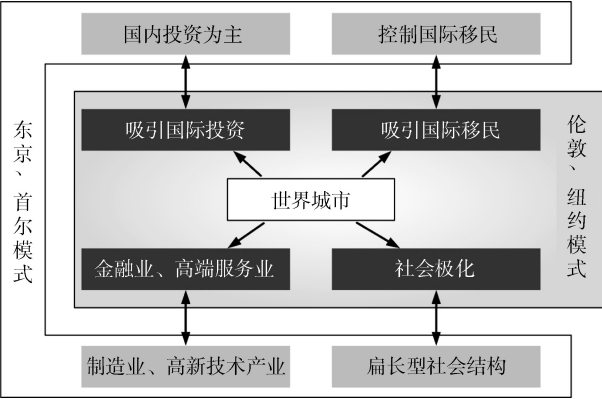 国内投资为主
控制国际移民
吸引国际投资
吸引国际移民
东京、首尔模式
世界城市
伦敦、纽约模式
金融业、高端服务业
社会极化
制造业、高新技术产业
扁长型社会结构